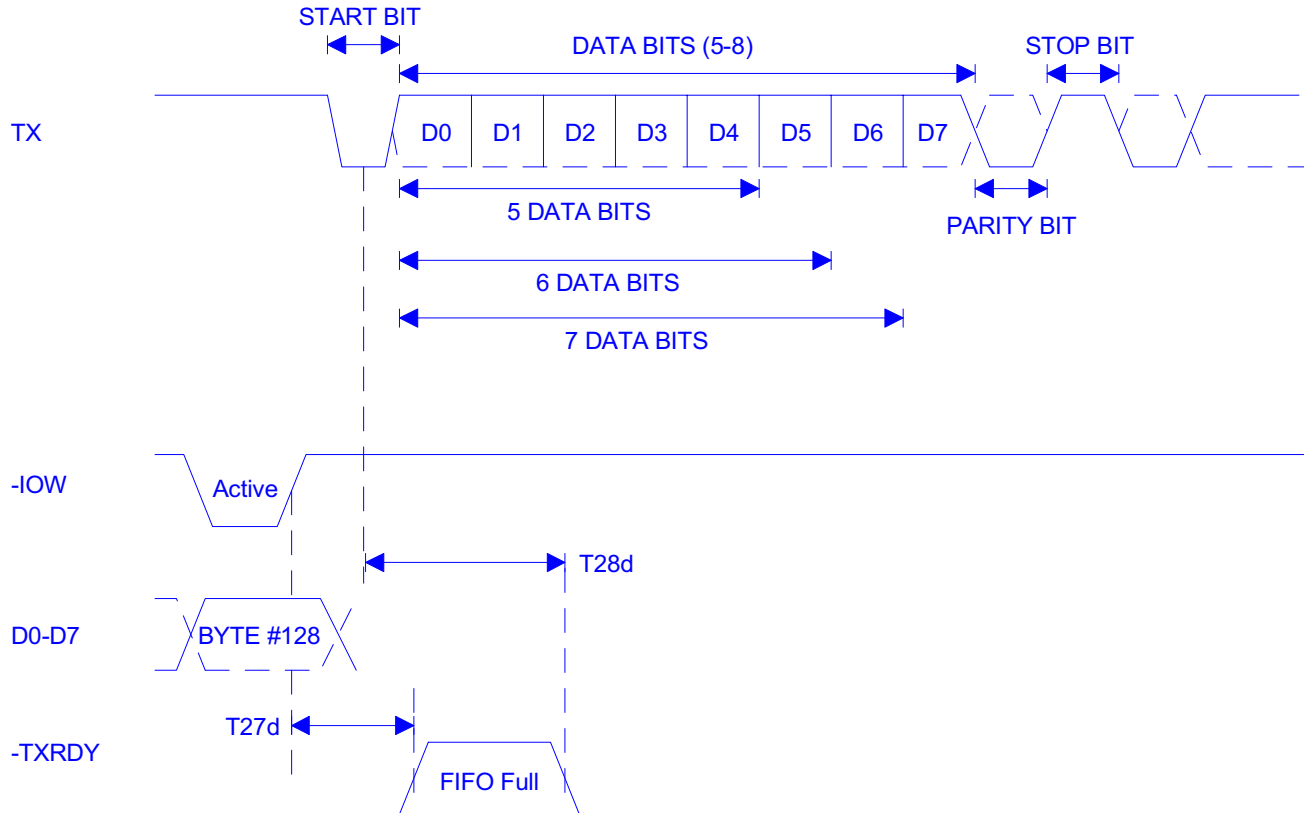 START BIT
DATA BITS (5-8)
STOP BIT
TX
D0 D1 D2 D3 D4 D5 D6 D7
5 DATA BITS
PARITY BIT
6 DATA BITS
7 DATA BITS
-IOW
Active
T28d
D0-D7
BYTE #128
T27d
-TXRDY
FIFO Full